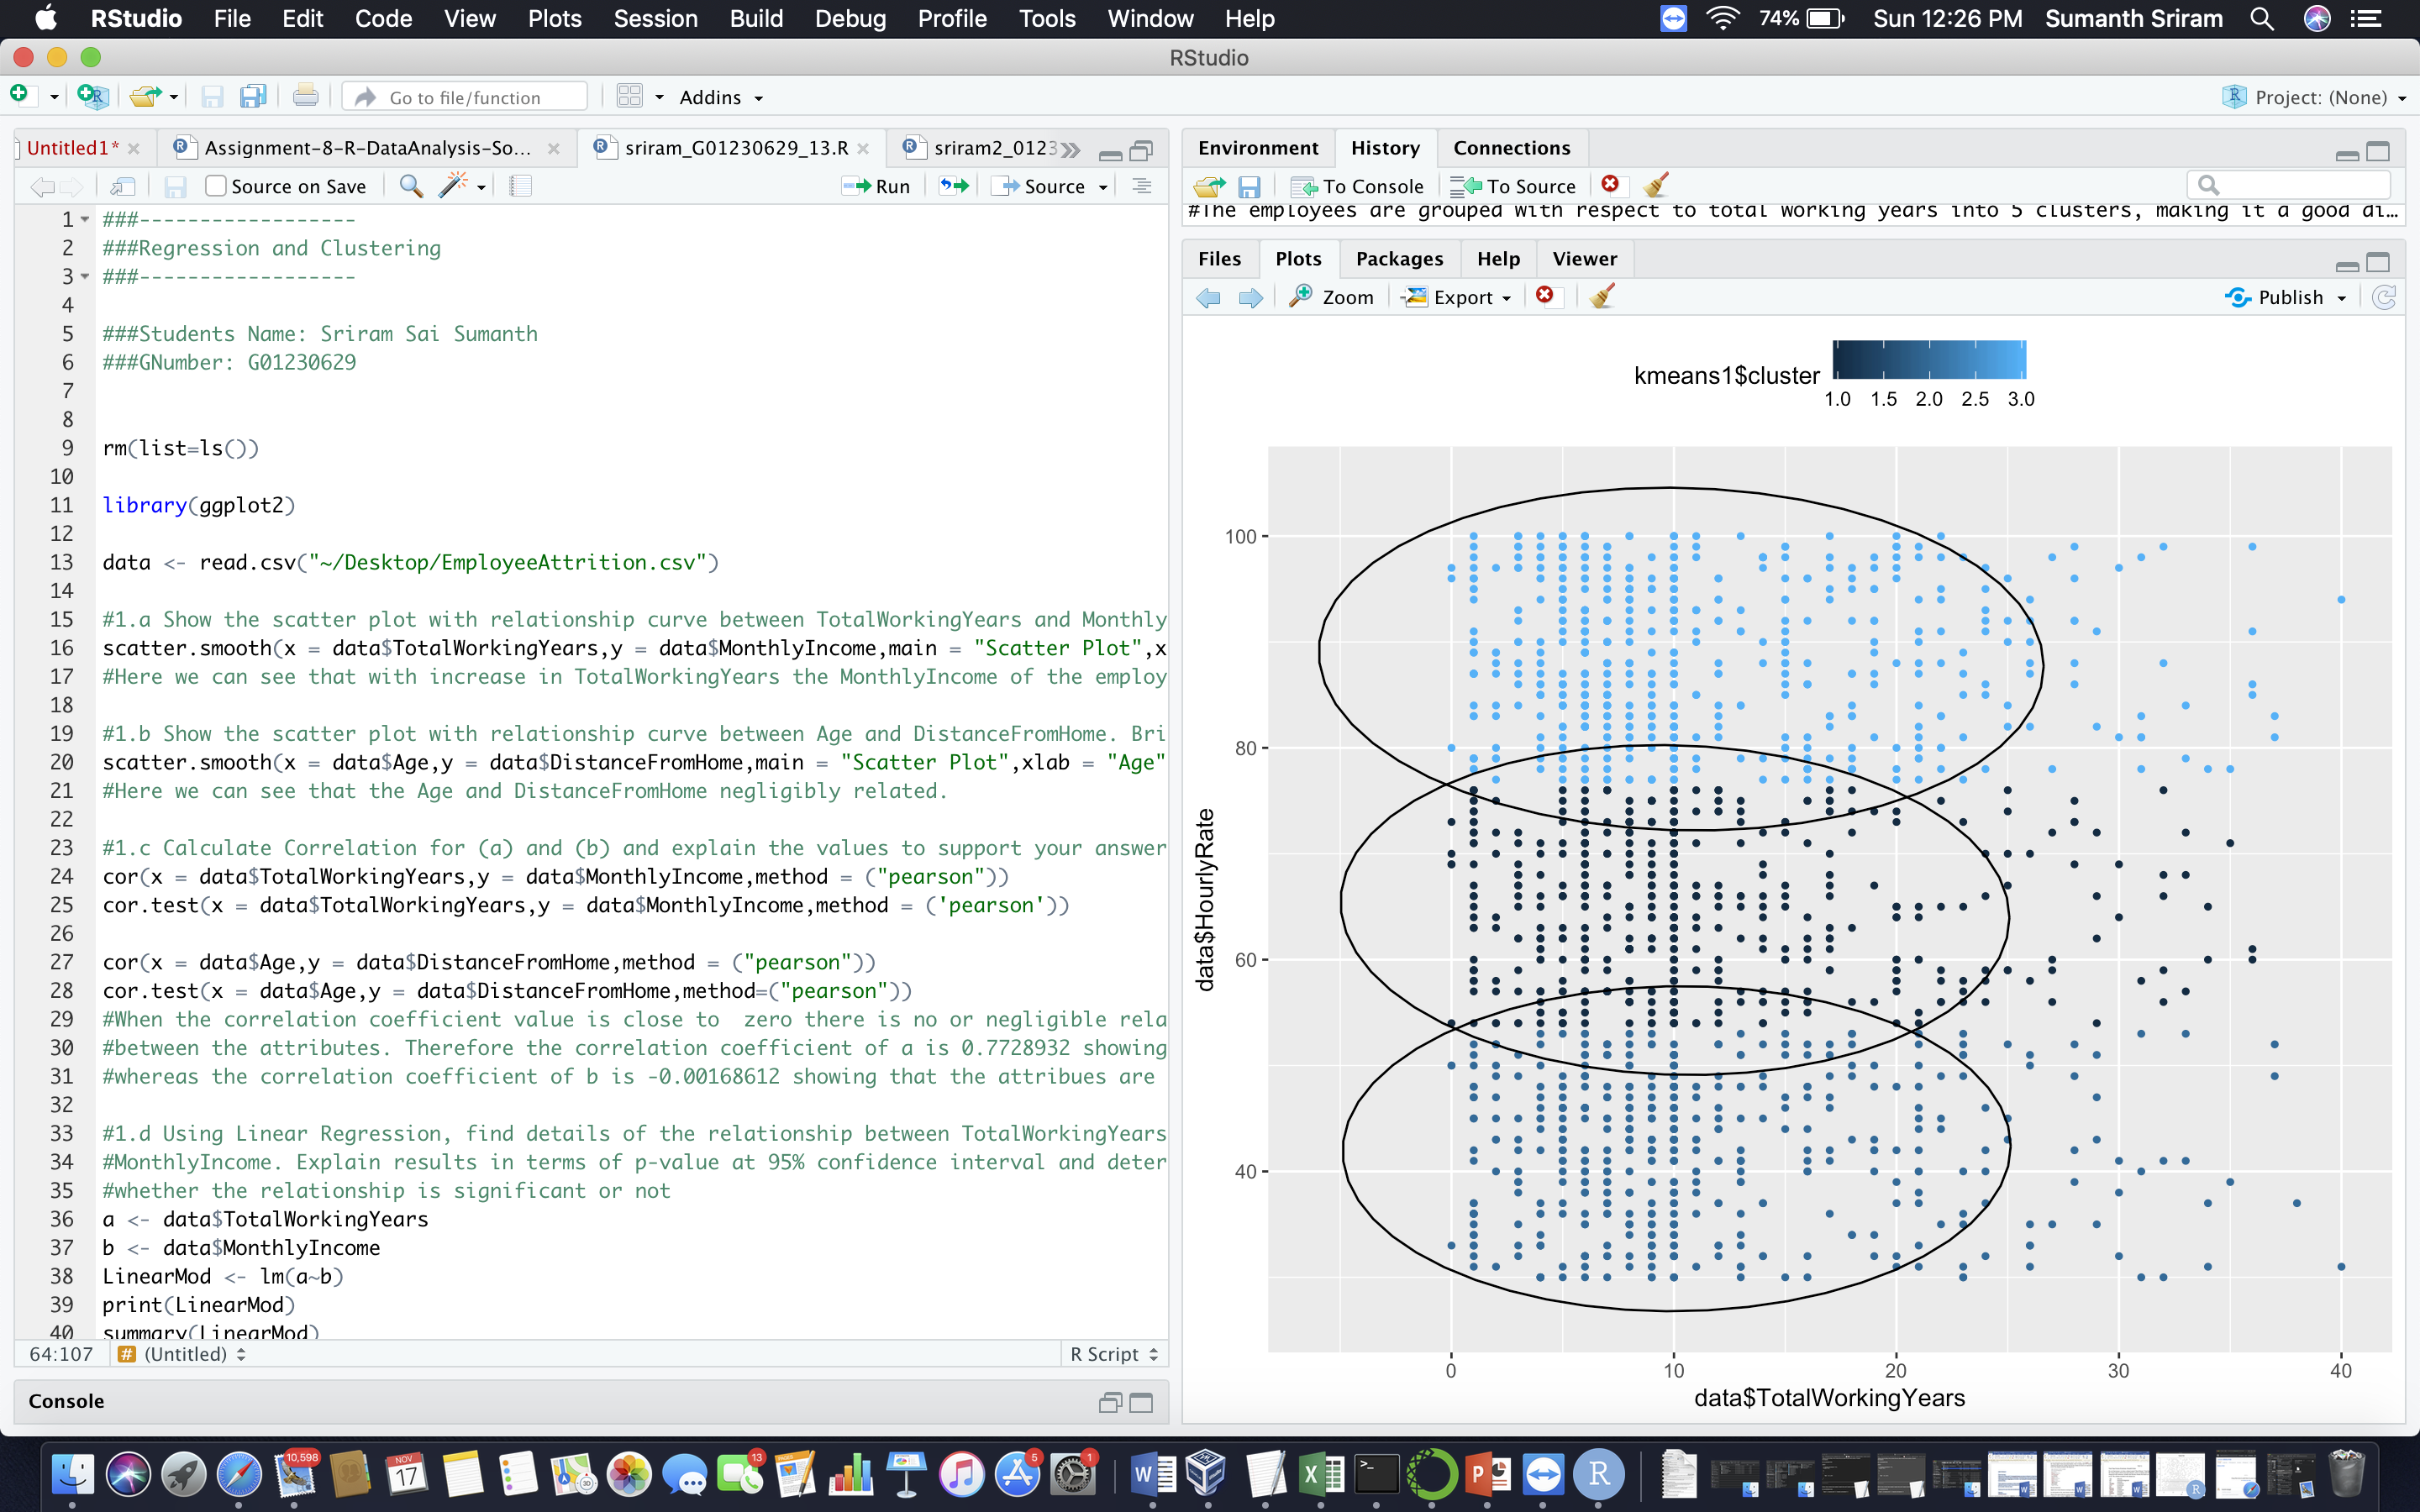 RStudio File Edit Code View Plots Session Build Debug Profile Tools Window Help 74% Sun 12:26 PM Sumanth Sriram
RStudio
Go to file/function Addins Project: (None)
Untitled1* Assignment-8-R-DataAnalysis-So... sriram_G01230629_13.R sriram2_0123
Source on Save Run Source
1 ###------------------
2 ###Regression and Clustering
3 ###------------------
4
5 ###Students Name: Sriram Sai Sumanth
6 ###GNumber: G01230629
7
8
9 rm(list=ls())
10
11 library(ggplot2)
12
13 data <- read.csv("~/Desktop/EmployeeAttrition.csv")
14
15 #1.a Show the scatter plot with relationship curve between TotalWorkingYears and Monthly
16 scatter.smooth(x = data$TotalWorkingYears,y = data$MonthlyIncome,main = "Scatter Plot",x
17 #Here we can see that with increase in TotalWorkingYears the MonthlyIncome of the employ
18
19 #1.b Show the scatter plot with relationship curve between Age and DistanceFromHome. Bri
20 scatter.smooth(x = data$Age,y = data$DistanceFromHome,main = "Scatter Plot",xlab = "Age"
21 #Here we can see that the Age and DistanceFromHome negligibly related.
22
23 #1.c Calculate Correlation for (a) and (b) and explain the values to support your answer
24 cor(x = data$TotalWorkingYears,y = data$MonthlyIncome,method = ("pearson"))
25 cor.test(x = data$TotalWorkingYears,y = data$MonthlyIncome,method = ('pearson'))
26
27 cor(x = data$Age,y = data$DistanceFromHome,method = ("pearson"))
28 cor.test(x = data$Age,y = data$DistanceFromHome,method=("pearson"))
29 #When the correlation coefficient value is close to  zero there is no or negligible rela
30 #between the attributes. Therefore the correlation coefficient of a is 0.7728932 showing
31 #whereas the correlation coefficient of b is -0.00168612 showing that the attribues are
32
33 #1.d Using Linear Regression, find details of the relationship between TotalWorkingYears
34 #MonthlyIncome. Explain results in terms of p-value at 95% confidence interval and deter
35 #whether the relationship is significant or not
36 a <- data$TotalWorkingYears
37 b <- data$MonthlyIncome
38 LinearMod <- lm(a~b)
39 print(LinearMod)
40 summary(LinearMod)
64:107 # (Untitled) R Script
Console
Environment History Connections
To Console To Source
#The employees are grouped with respect to total working years into 5 clusters, making it a good di...
Files Plots Packages Help Viewer
Zoom Export Publish
kmeans1$cluster
1.0 1.5 2.0 2.5 3.0
100
80
60
40
data$HourlyRate
0 10 20 30 40
data$TotalWorkingYears
10,598 NOV 17 13 5 1